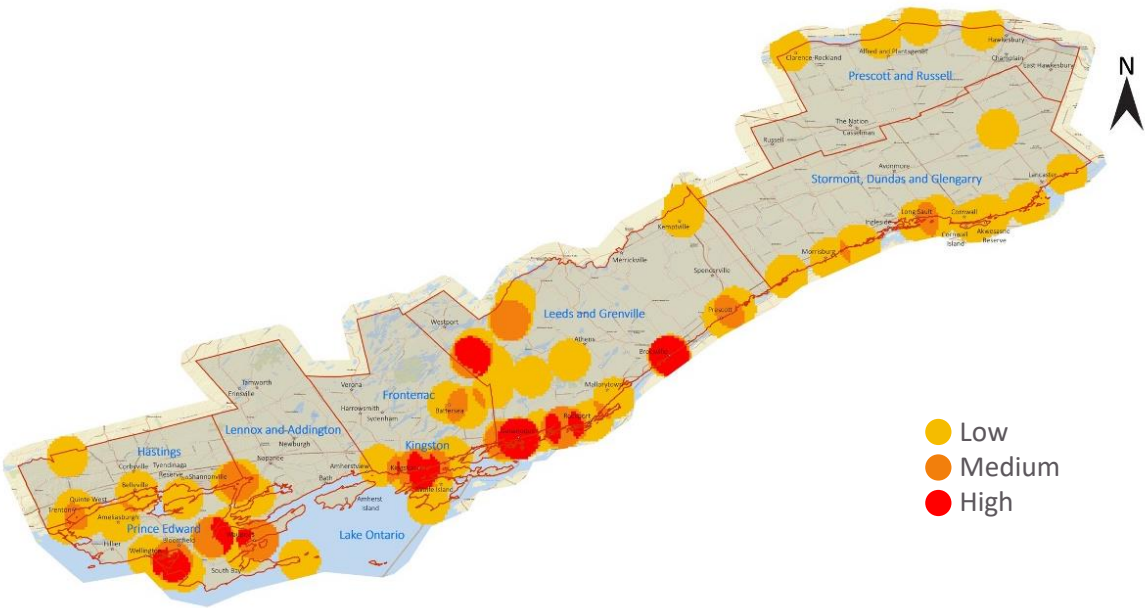 Hawkesbury
Alfred and Plantagenet
Clarence-Rockland
Champlain
East Hawkesbury
N
Prescott and Russell
The Nation
Casselman
Russell
Avonmore
Stormont, Dundas and Glengarry
Lancaster
Long Sault
Cornwall
Ingleside
Cornwall
Island
Akwesasne
Reserve
Kemptville
Morrisburg
Merrickville
Spencerville
Prescott
Leeds and Grenville
Westport
Athens
Mallorytown
Tamworth
Erinsville
Verona
Frontenac
Battersea
Harrowsmith
Sydenham
Rockport
Lennox and Addington
Newburgh
Kingston
Napanee
Hastings
Corbyville
Tyendinaga
Reserve
Shannonville
Amherstview
Bath
Amherst
Island
Belleville
Quinte West
Trenton
Ameliasburgh
Prince Edward
Bloomfield
Hillier
Wellington
South Bay
Lake Ontario
Low
Medium
High